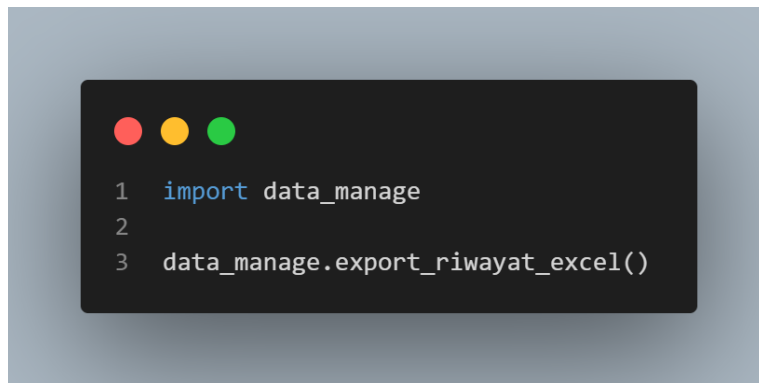 1 import data_manage
2
3 data_manage.export_riwayat_excel()